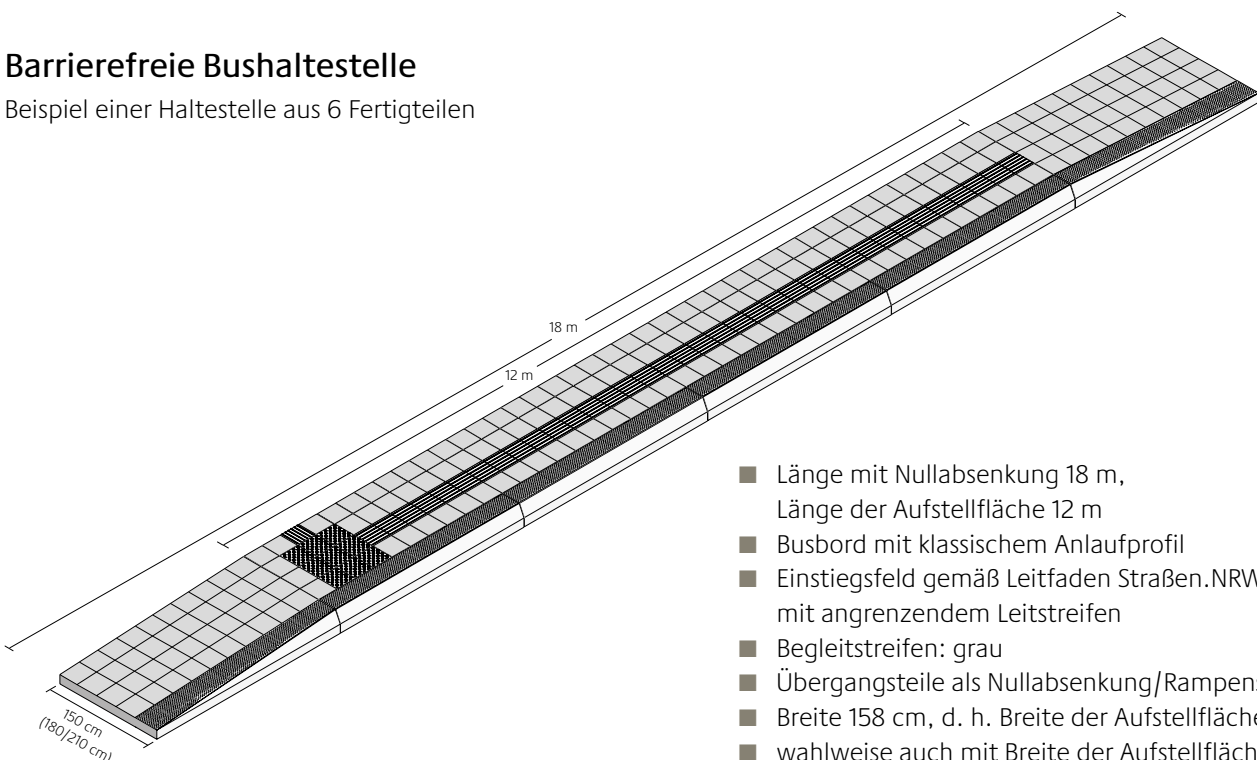 Barrierefreie Bushaltestelle
Beispiel einer Haltestelle aus 6 Fertigteilen
18 m
12 m
■ Länge mit Nullabsenkung 18 m,
Länge der Aufstellfläche 12 m
■ Busbord mit klassischem Anlaufprofil
■ Einstiegsfeld gemäß Leitfaden Straßen.NRW
mit angrenzendem Leitstreifen
■ Begleitstreifen: grau
■ Übergangsteile als Nullabsenkung/
■ Breite 158 cm, d. h. Breite der Aufstellfläche
■ wahlweise auch mit Breite der
150 cm
(180/210 cm)